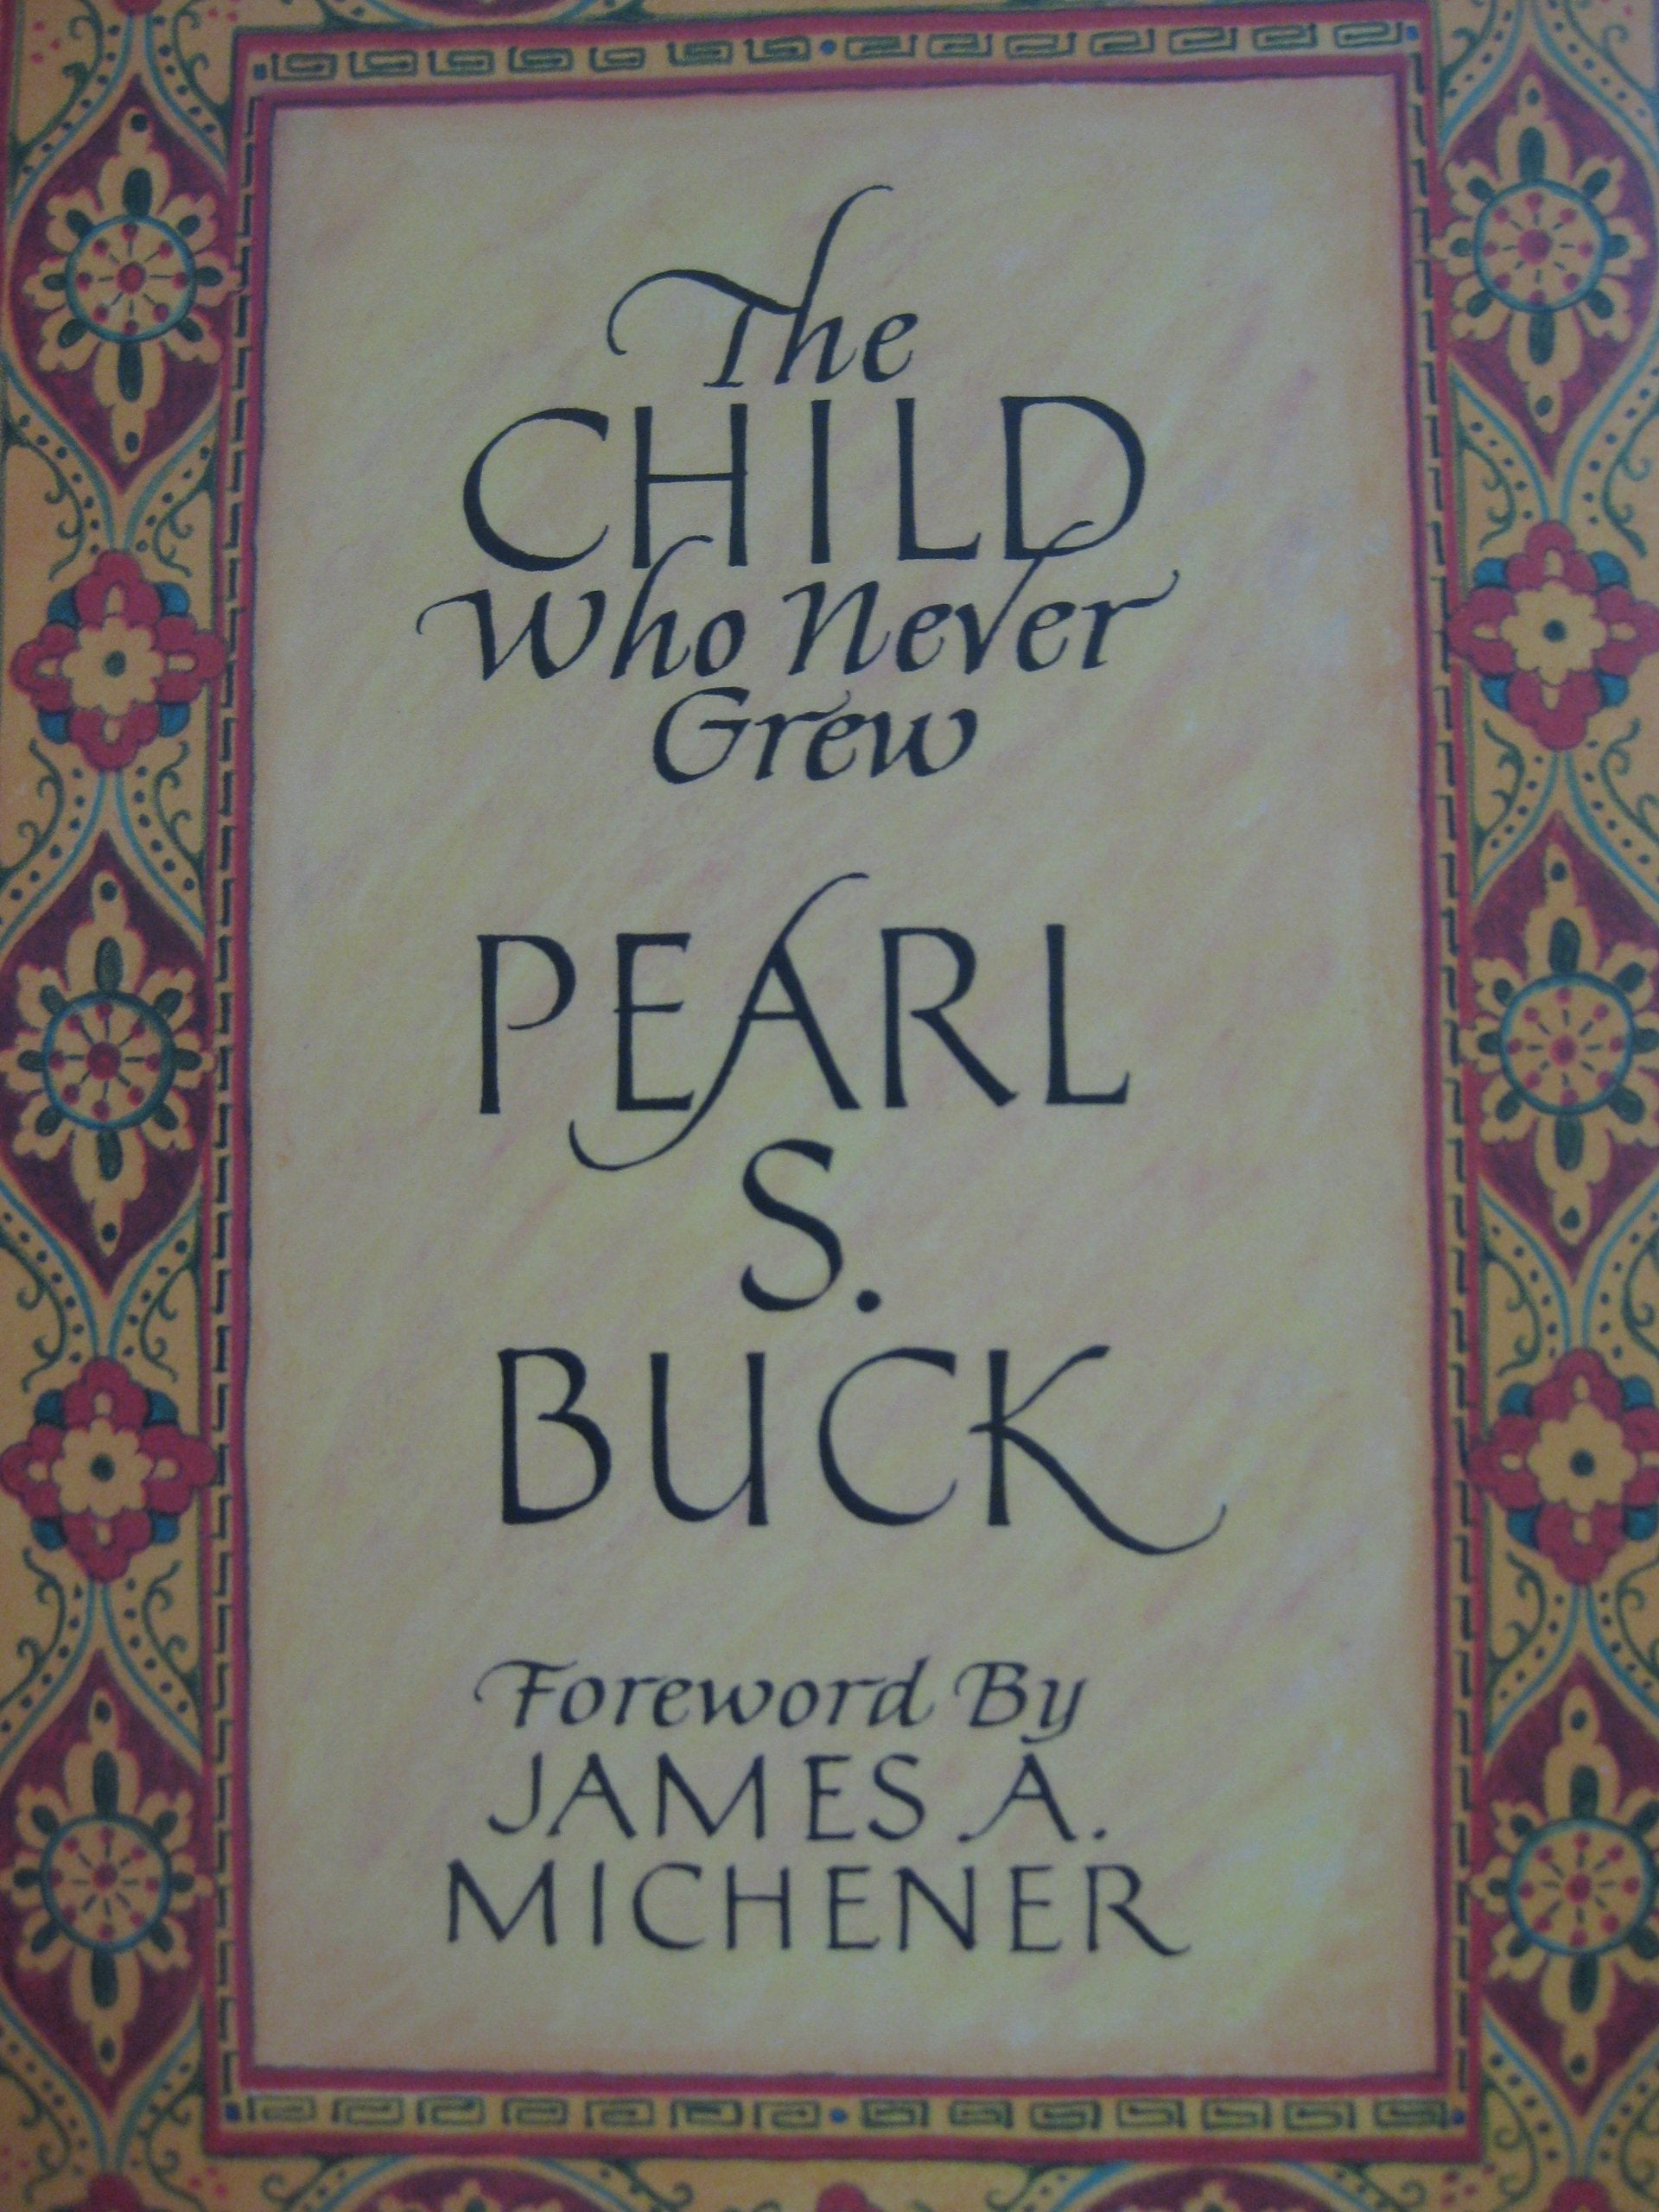 The
CHILD
Who Never
Grew
PEARL
S.
BUCK
Foreword By
JAMES A.
MICHENER